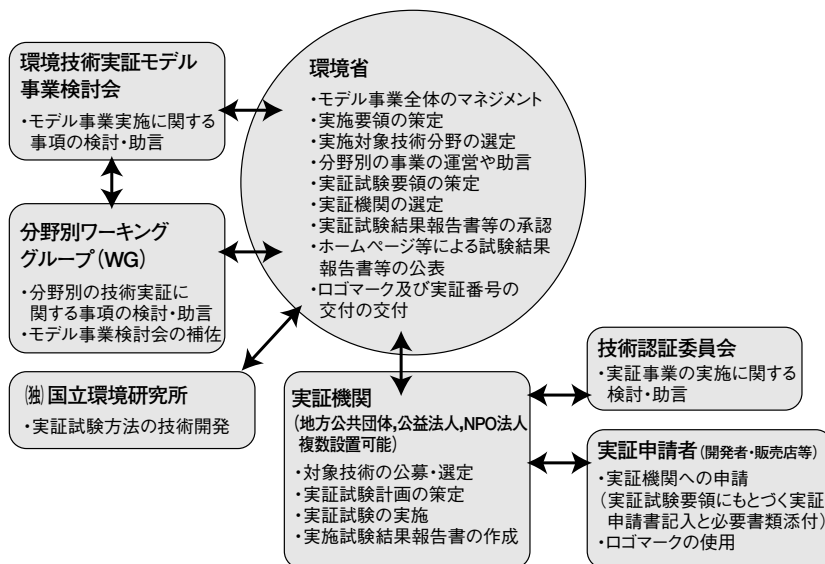 環境技術実証モデル
事業検討会
・モデル事業実施に関する
事項の検討・助言
分野別ワーキング
グループ(WG)
・分野別の技術実証に
関する事項の検討・助言
・モデル事業検討会の補佐
㈱国立環境研究所
・実証試験方法の技術開発
環境省
・モデル事業全体のマネジメント
・実施要領の策定
・実施対象技術分野の選定
・分野別の事業の運営や助言
・実証試験要領の策定
・実証機関の選定
・実証試験結果報告書等の承認
・ホームページ等による試験結果
報告書等の公表
・ロゴマーク及び実証番号の
交付の交付
実証機関
(地方公共団体,公益法人,NPO法人
複数設置可能)
・対象技術の公募・選定
・実証試験計画の策定
・実証試験の実施
・実施試験結果報告書の作成
技術認証委員会
・実証事業の実施に関する
検討・助言
実証申請者(開発者・販売店等)
・実証機関への申請
(実証試験要領にもとづく実証
申請書記入と必要書類添付)
・ロゴマークの使用